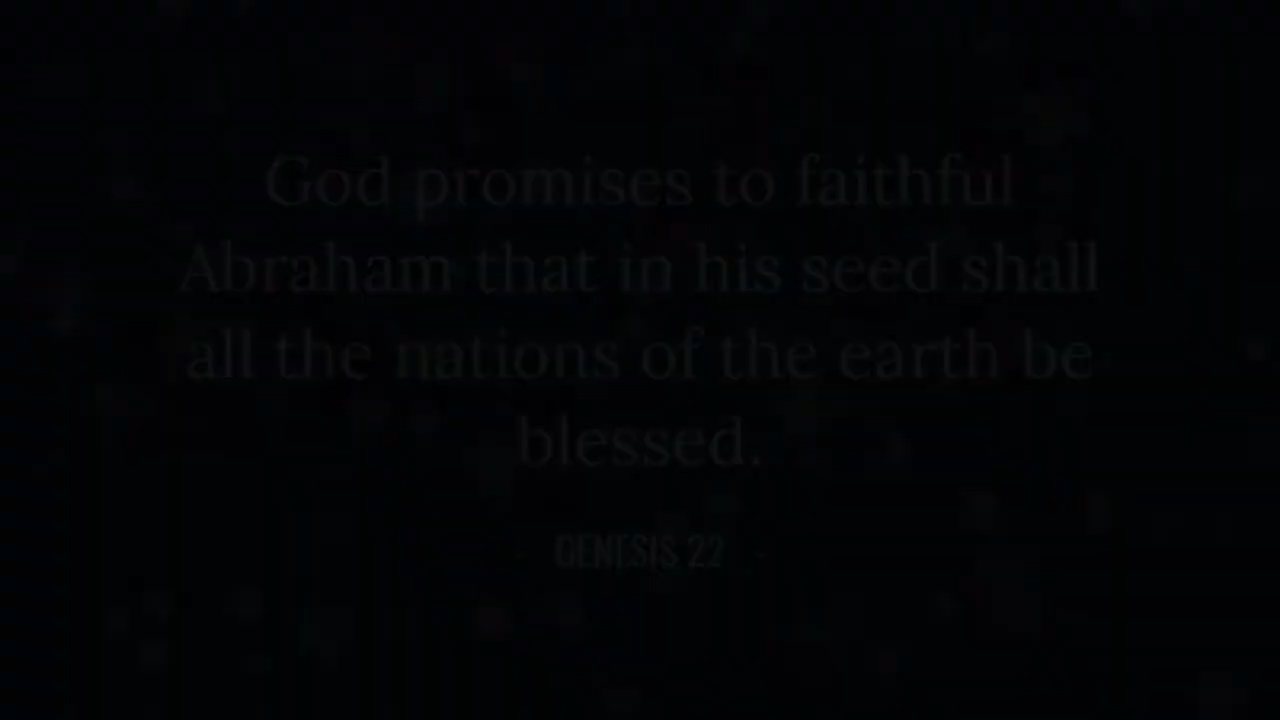 God promises to faithful
Abraham that in his seed shall
all the nations of the earth be
blessed.
- GENESIS 22 -